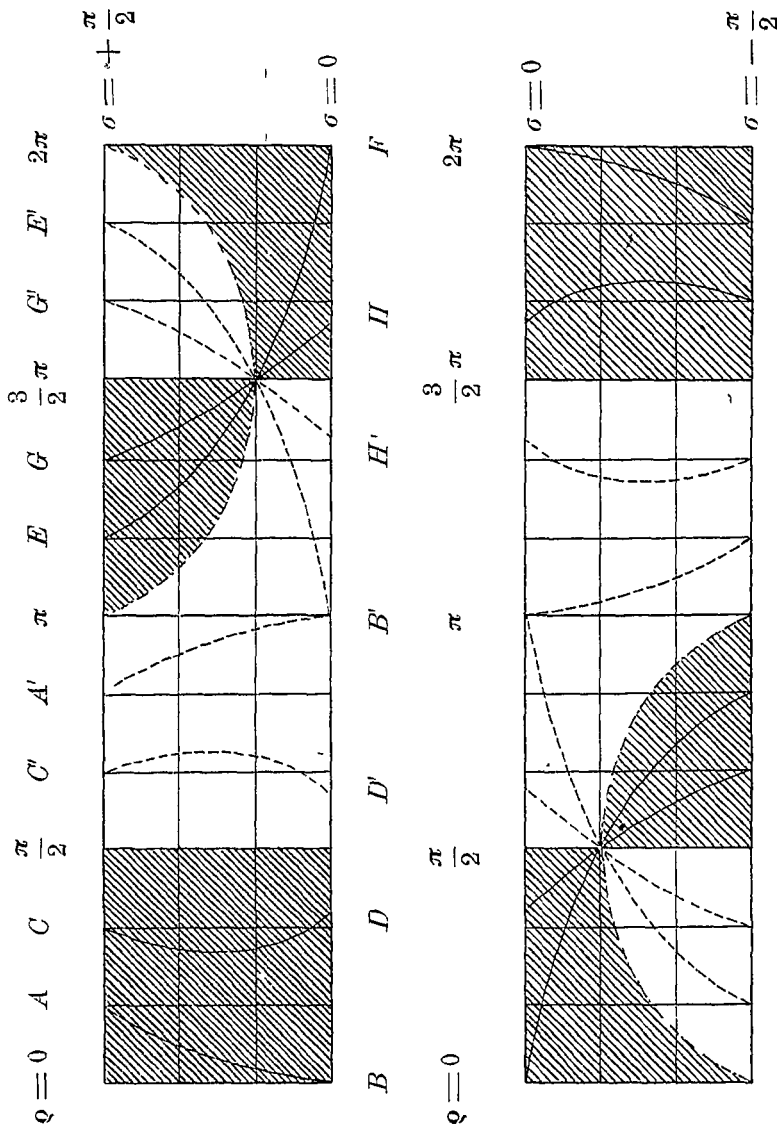 ϱ = 0 A C π/2 C' A' π E G 3/2 π G' E' 2π
σ = + π/2
σ = 0
B D D' B' H' H F
ϱ = 0 π/2 π 3/2 π 2π
σ = 0
σ = − π/2